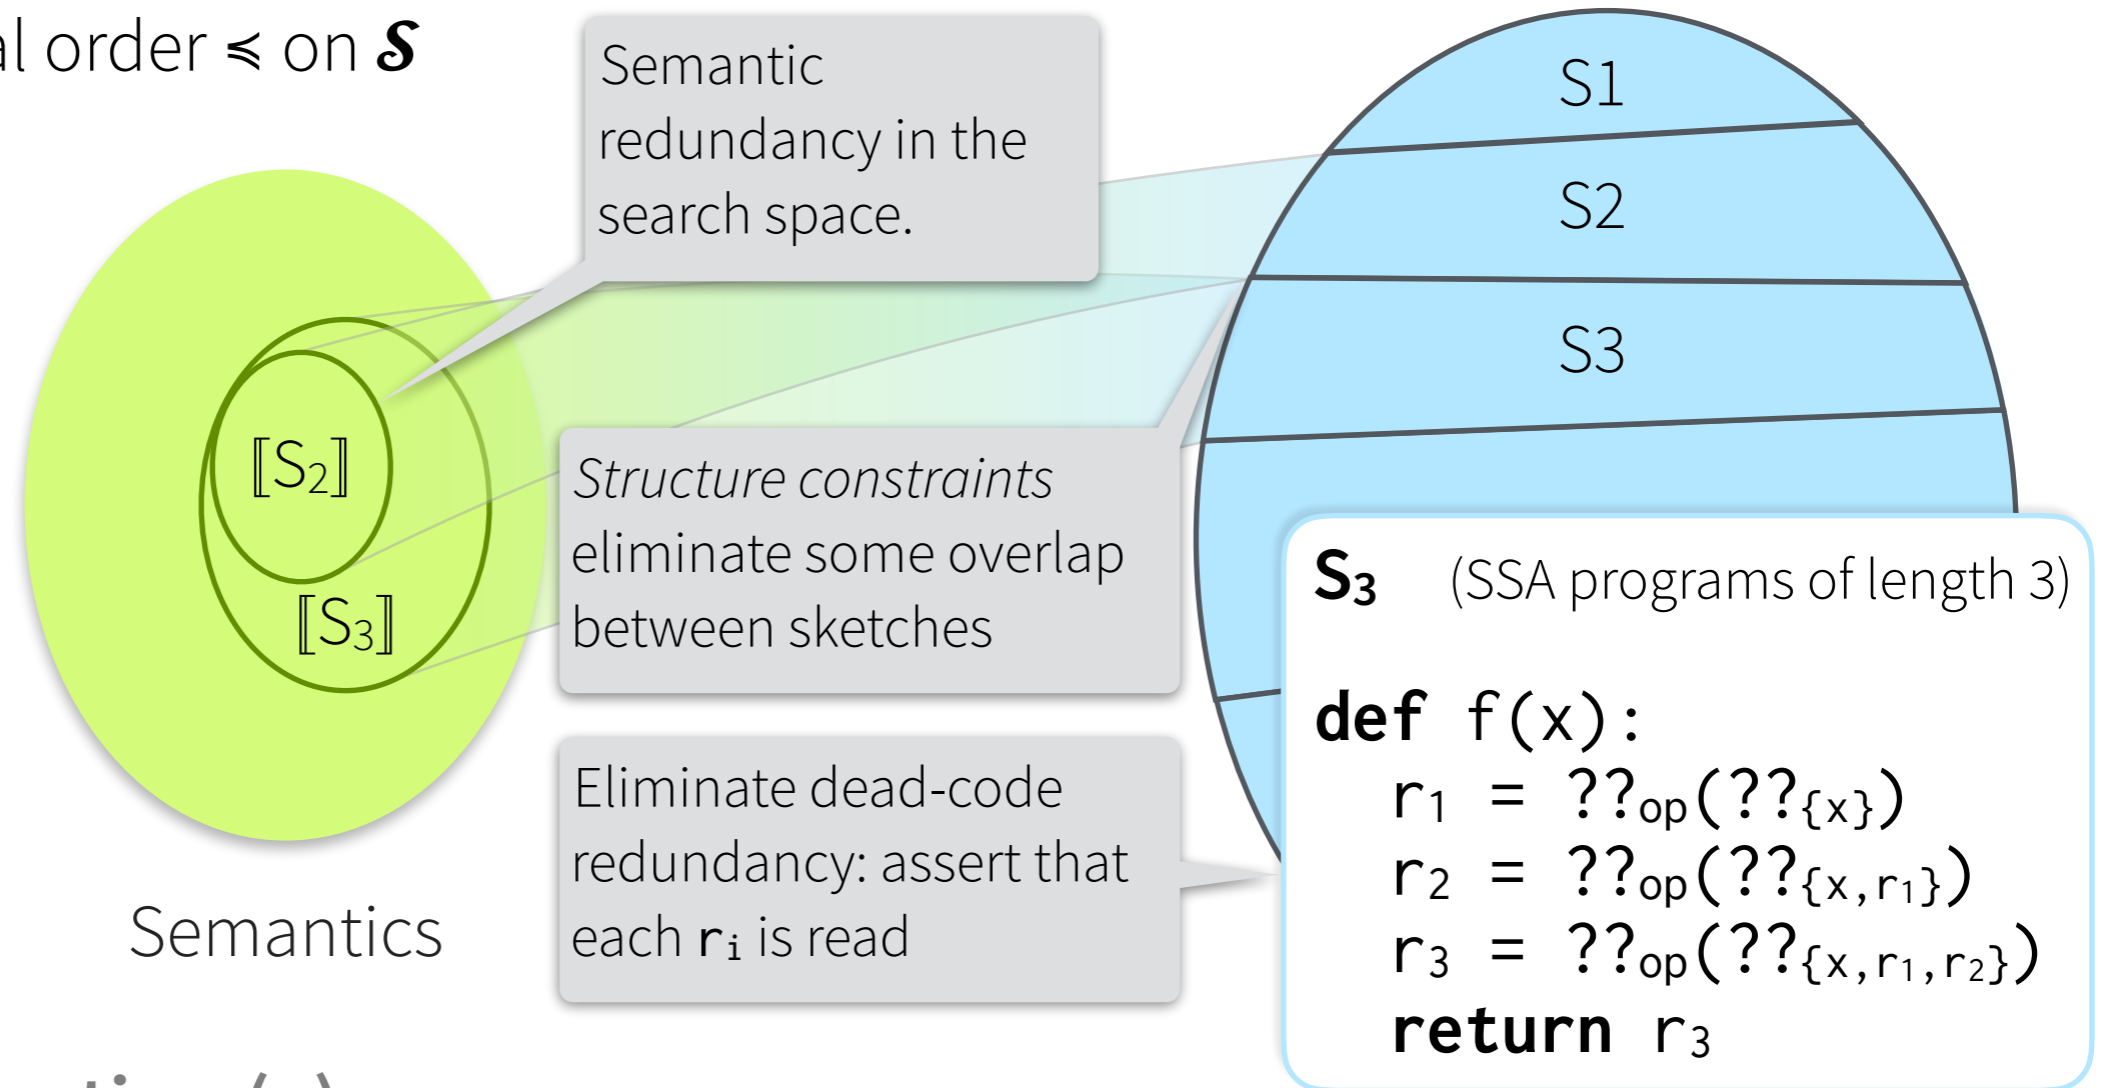 al order ≼ on 𝓢
Semantic
redundancy in the
search space.
S1
S2
S3
⟦S₂⟧
⟦S₃⟧
Semantics
Structure constraints
eliminate some overlap
between sketches
Eliminate dead-code
redundancy: assert that
each rᵢ is read
S₃ (SSA programs of length 3)
def f(x):
r₁ = ??op(??{x})
r₂ = ??op(??{x,r₁})
r₃ = ??op(??{x,r₁,r₂})
return r₃